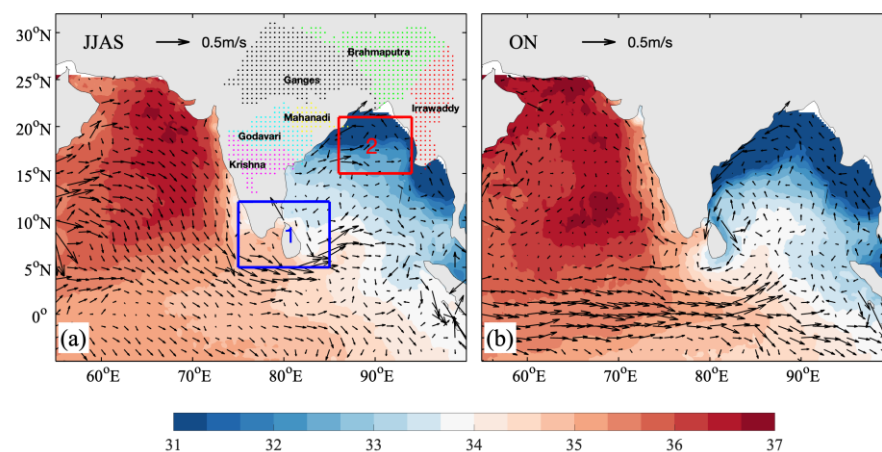 JJAS
0.5m/s
ON
0.5m/s
30°N
25°N
20°N
15°N
10°N
5°N
0°
Brahmaputra
Ganges
Irrawaddy
Mahanadi
Godavari
Krishna
2
1
(a)
(b)
60°E
70°E
80°E
90°E
60°E
70°E
80°E
90°E
31
32
33
34
35
36
37